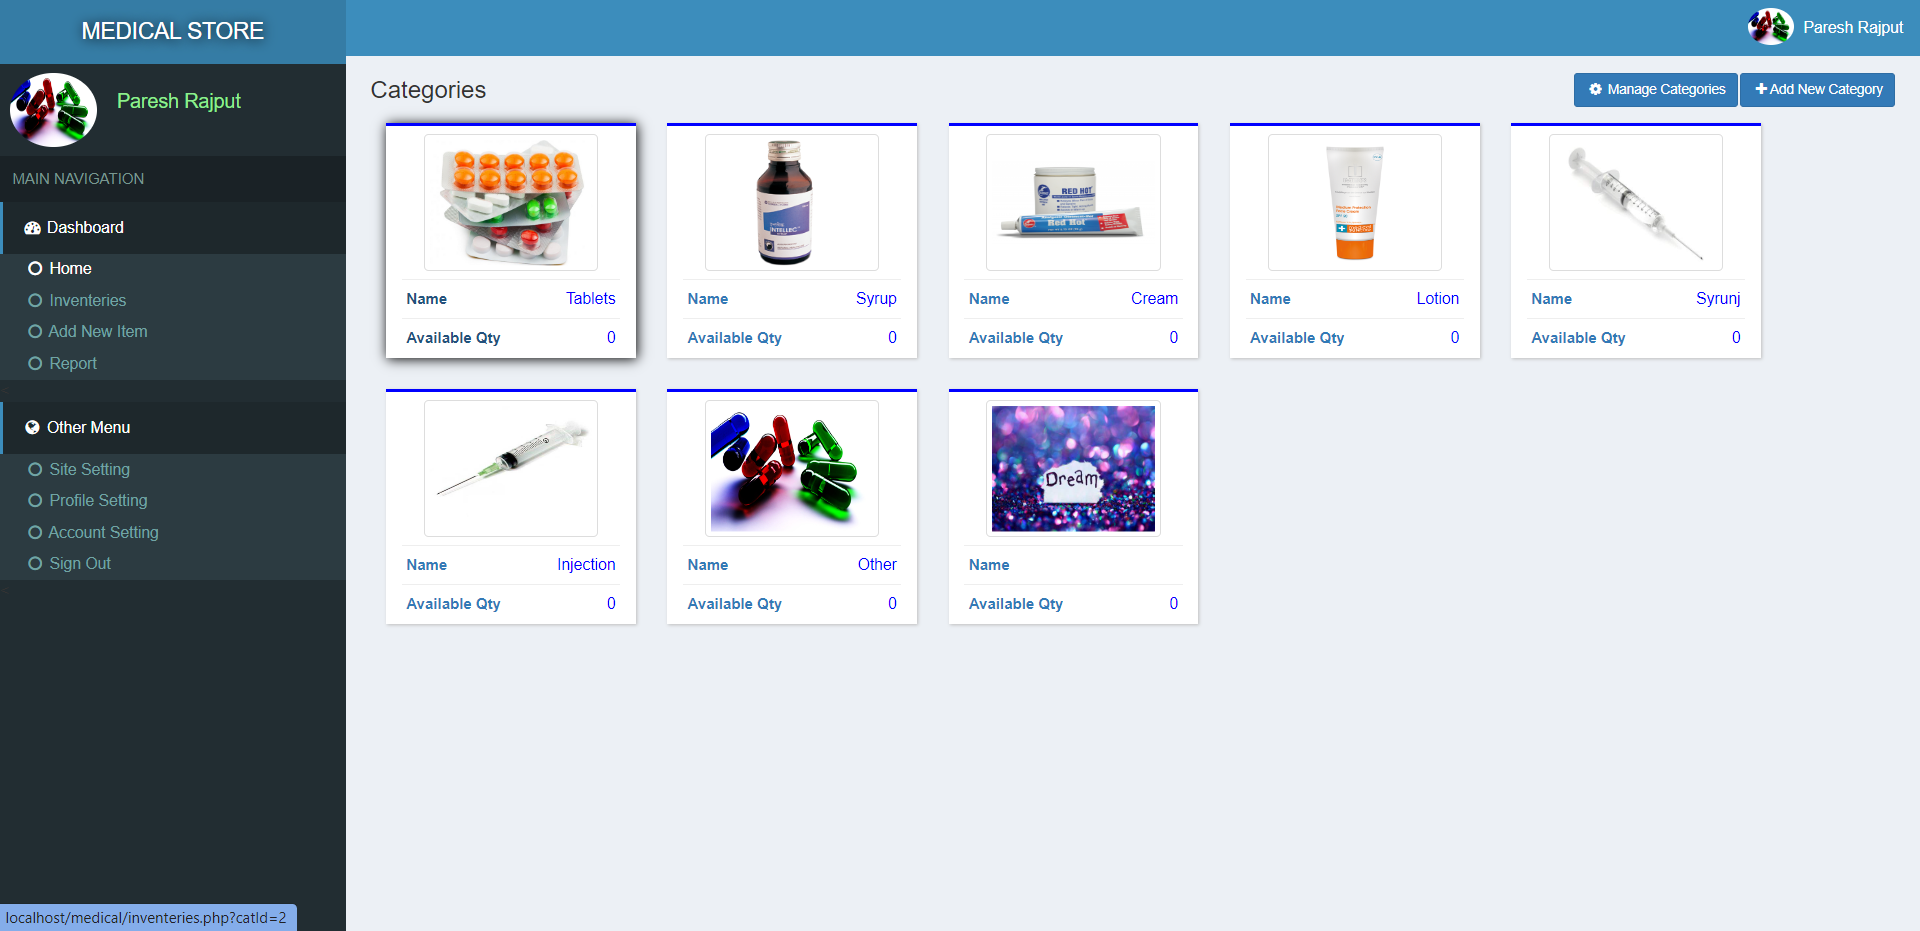 MEDICAL STORE
Paresh Rajput
Paresh Rajput
MAIN NAVIGATION
Dashboard
Home
Inventeries
Add New Item
Report
Other Menu
Site Setting
Profile Setting
Account Setting
Sign Out
Categories
Manage Categories
Add New Category
Name Tablets
Available Qty 0
INTELLEC
Name Syrup
Available Qty 0
RED HOT
Red Hot
Name Cream
Available Qty 0
Name Lotion
Available Qty 0
Name Syrunj
Available Qty 0
Name Injection
Available Qty 0
Name Other
Available Qty 0
Dream
Name
Available Qty 0
localhost/medical/inventeries.php?catId=2